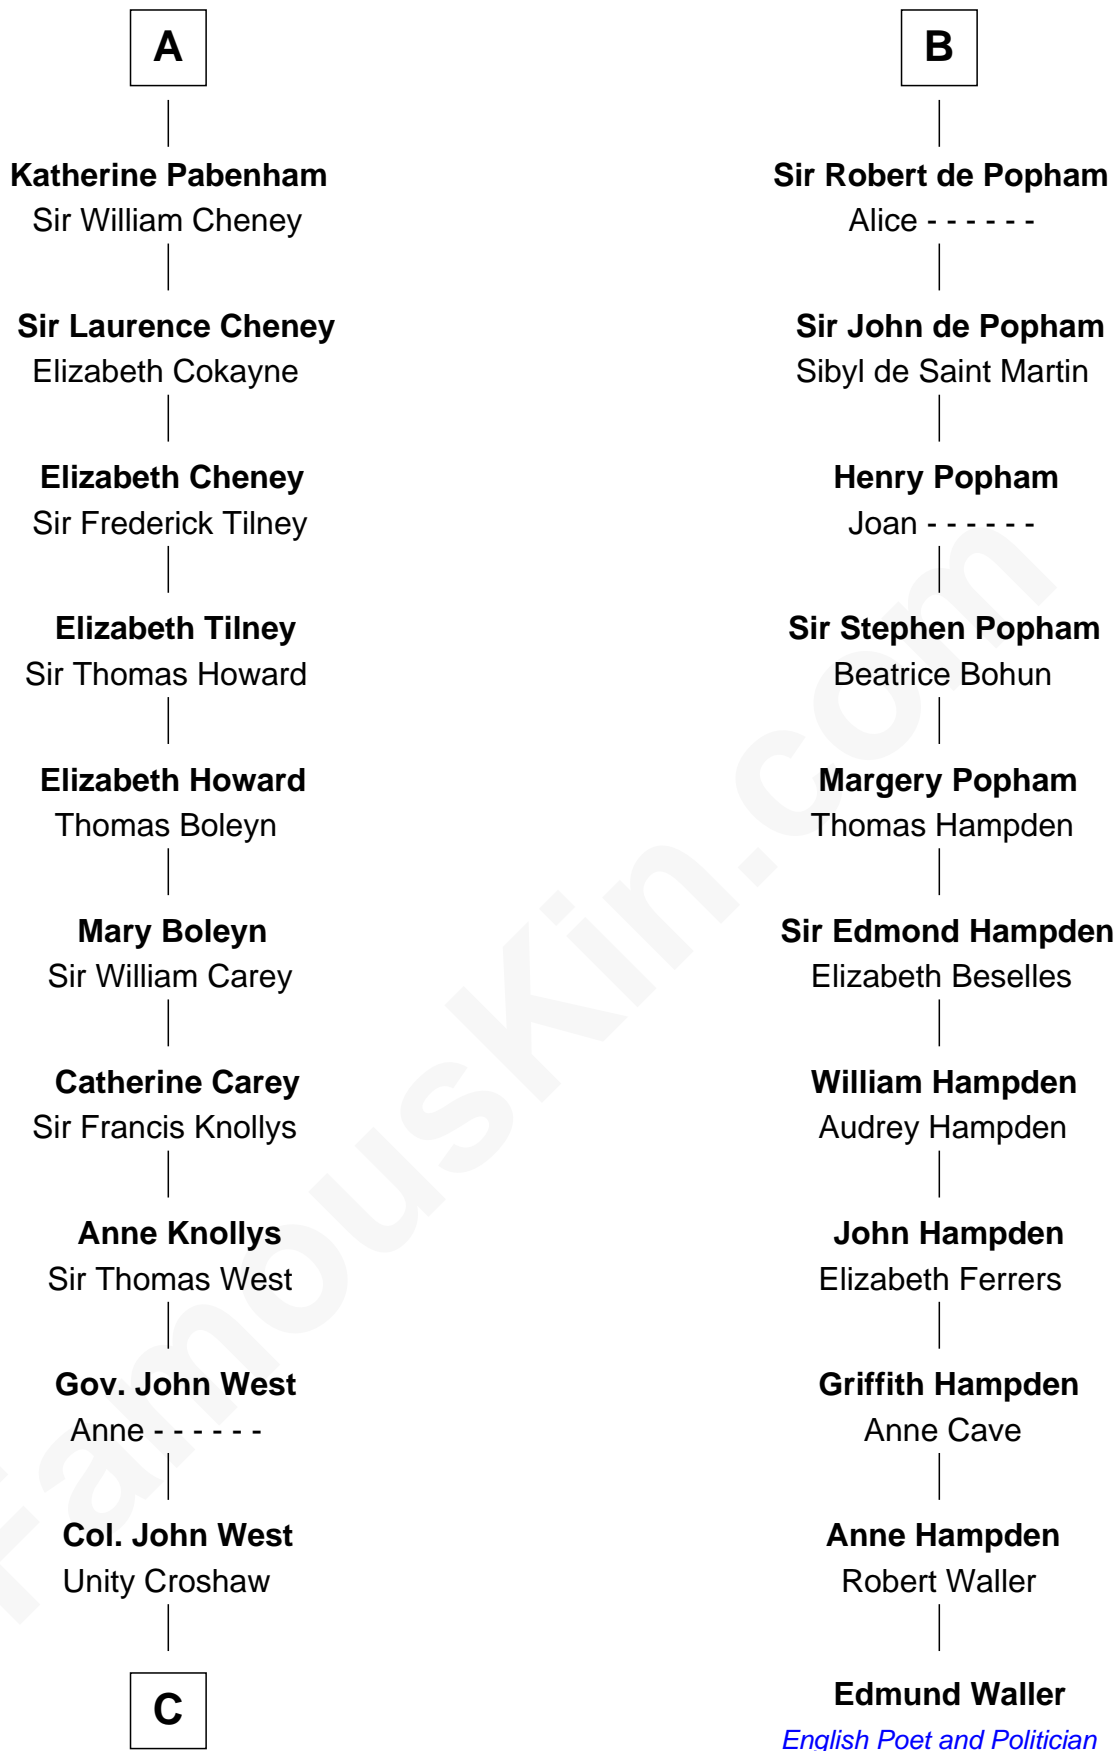 A
Katherine Pabenham
Sir William Cheney
Sir Laurence Cheney
Elizabeth Cokayne
Elizabeth Cheney
Sir Frederick Tilney
Elizabeth Tilney
Sir Thomas Howard
Elizabeth Howard
Thomas Boleyn
Mary Boleyn
Sir William Carey
Catherine Carey
Sir Francis Knollys
Anne Knollys
Sir Thomas West
Gov. John West
Anne - - - - - -
Col. John West
Unity Croshaw
C
B
Sir Robert de Popham
Alice - - - - - -
Sir John de Popham
Sibyl de Saint Martin
Henry Popham
Joan - - - - - -
Sir Stephen Popham
Beatrice Bohun
Margery Popham
Thomas Hampden
Sir Edmond Hampden
Elizabeth Beselles
William Hampden
Audrey Hampden
John Hampden
Elizabeth Ferrers
Griffith Hampden
Anne Cave
Anne Hampden
Robert Waller
Edmund Waller
English Poet and Politician
FamousKin.com